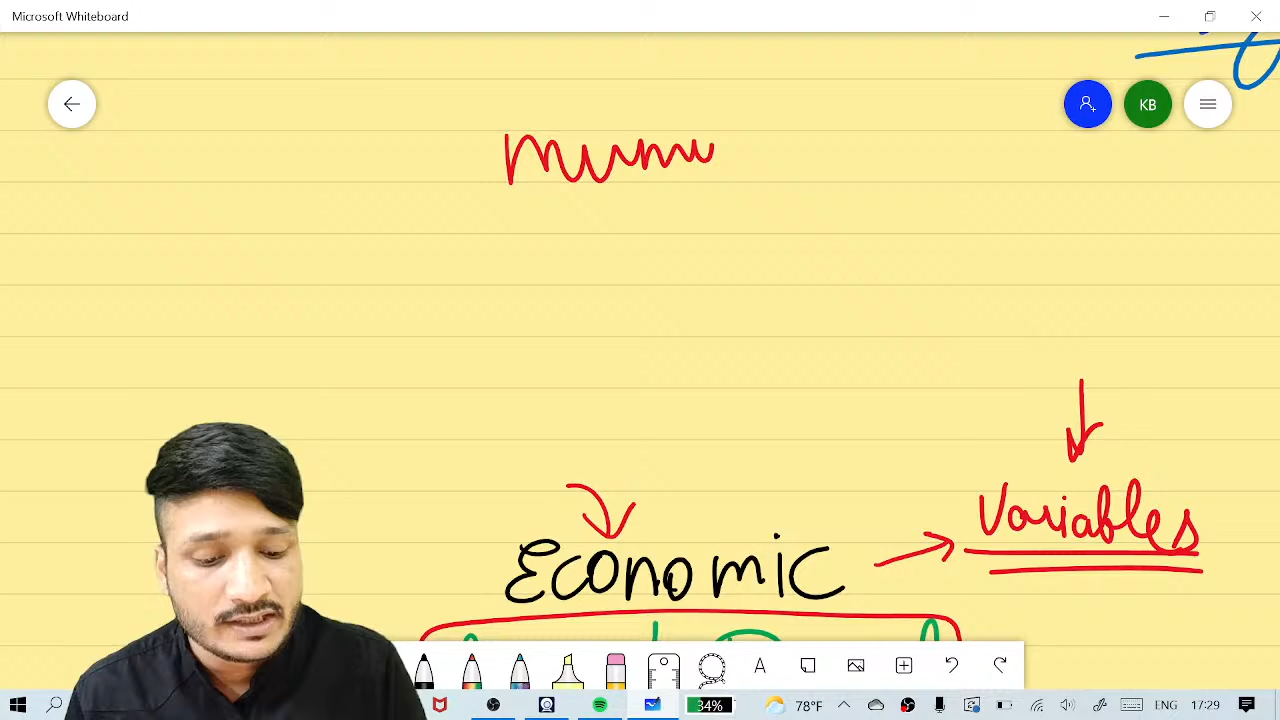 Microsoft Whiteboard
KB
Variables
Economic
A
34%
78°F
ENG
17:29